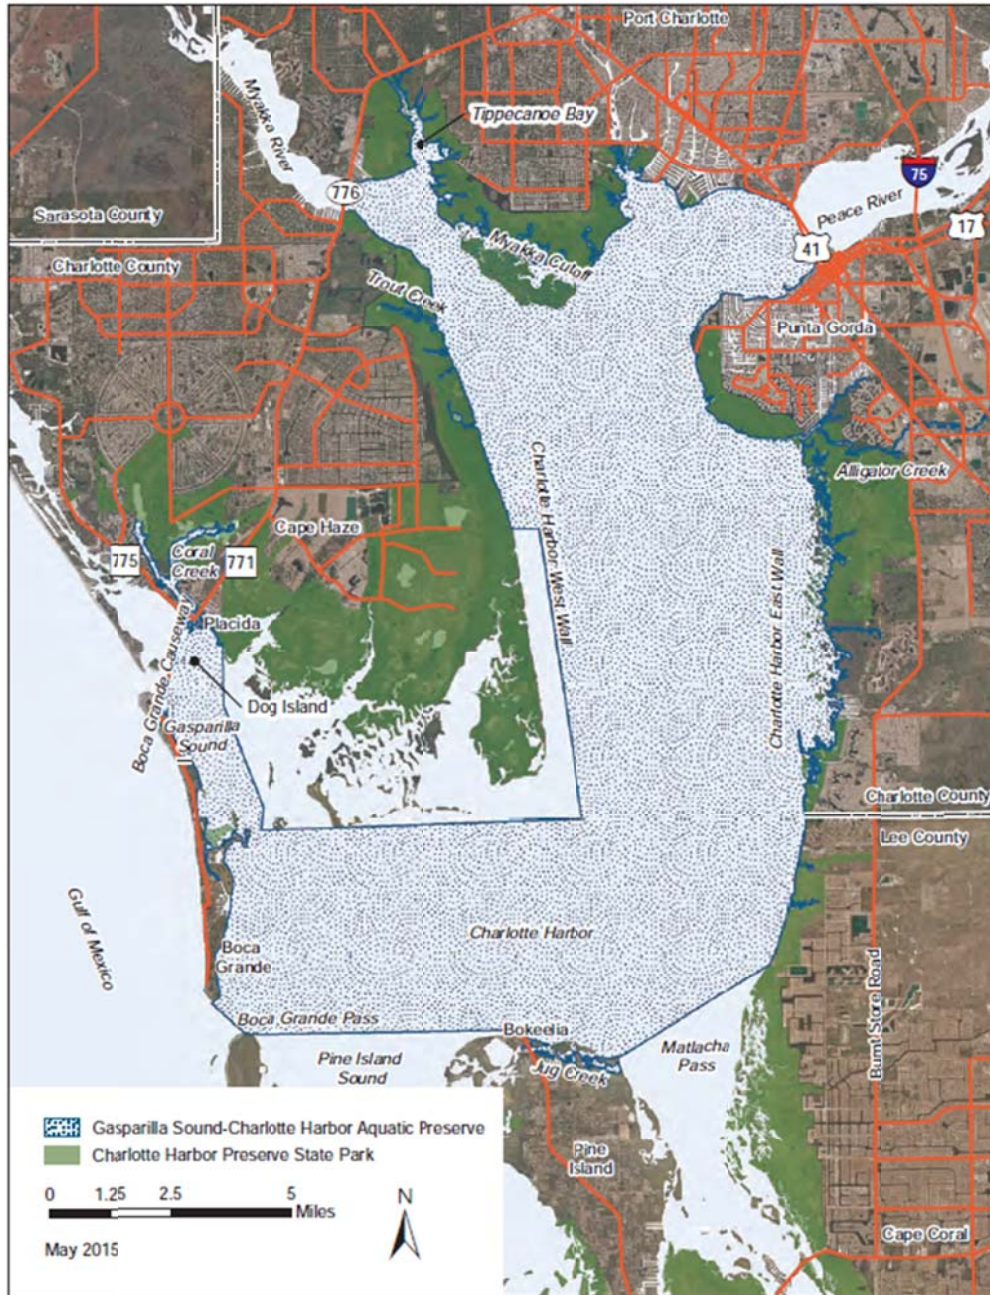 Port Charlotte
Tippecanoe Bay
Myakka River
776
75
Peace River
Sarasota County
17
41
Myakka Cutoff
Charlotte County
Trout Creek
Punta Gorda
Charlotte Harbor West Wall
Alligator Creek
Cape Haze
775
Coral
Creek
771
Charlotte Harbor East Wall
Placida
Boca Grande Causeway
Dog Island
Gasparilla
Sound
Charlotte County
Lee County
Gulf of Mexico
Charlotte Harbor
Boca
Grande
Burnt Store Road
Boca Grande Pass
Bokeelia
Matlacha
Pass
Pine Island
Sound
Jug Creek
Gasparilla Sound-Charlotte Harbor Aquatic Preserve
Charlotte Harbor Preserve State Park
Pine
Island
0 1.25 2.5 5
Miles
N
Cape Coral
May 2015